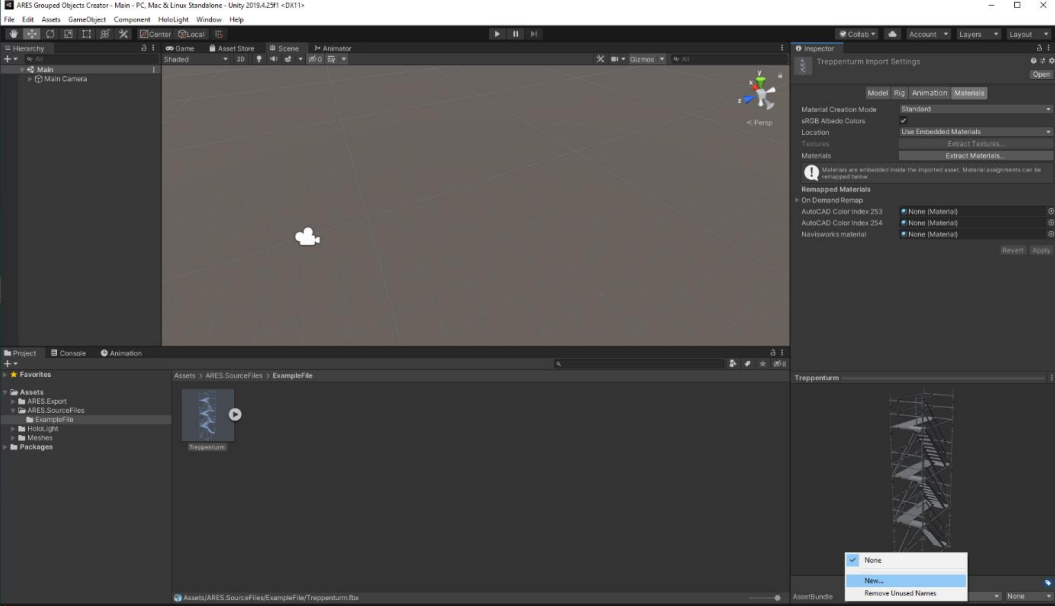 ARES Grouped Objects Creator - Main - PC, Mac & Linux Standalone - Unity 2019.4.25f1 <DX11>
File Edit Assets GameObject Component HoloLight Window Help
Center Local Collab Account Layers Layout
Hierarchy Game Asset Store Scene Animator Inspector
All Shaded 2D 0 Gizmos All
Main
Main Camera
y
x
z
< Persp
Treppenturm Import Settings
Open
Model Rig Animation Materials
Material Creation Mode Standard
sRGB Albedo Colors
Location Use Embedded Materials
Textures Extract Textures...
Materials Extract Materials...
Materials are embedded inside the imported asset. Material assignments can be
remapped below.
Remapped Materials
On Demand Remap
AutoCAD Color Index 253 None (Material)
AutoCAD Color Index 254 None (Material)
Navisworks material None (Material)
Revert Apply
Project Console Animation
Favorites
Assets
ARES.Export
ARES.SourceFiles
ExampleFile
HoloLight
Meshes
Packages
Assets > ARES.SourceFiles > ExampleFile
Treppenturm
Assets/ARES.SourceFiles/ExampleFile/Treppenturm.fbx
Treppenturm
None
New...
Remove Unused Names
AssetBundle None